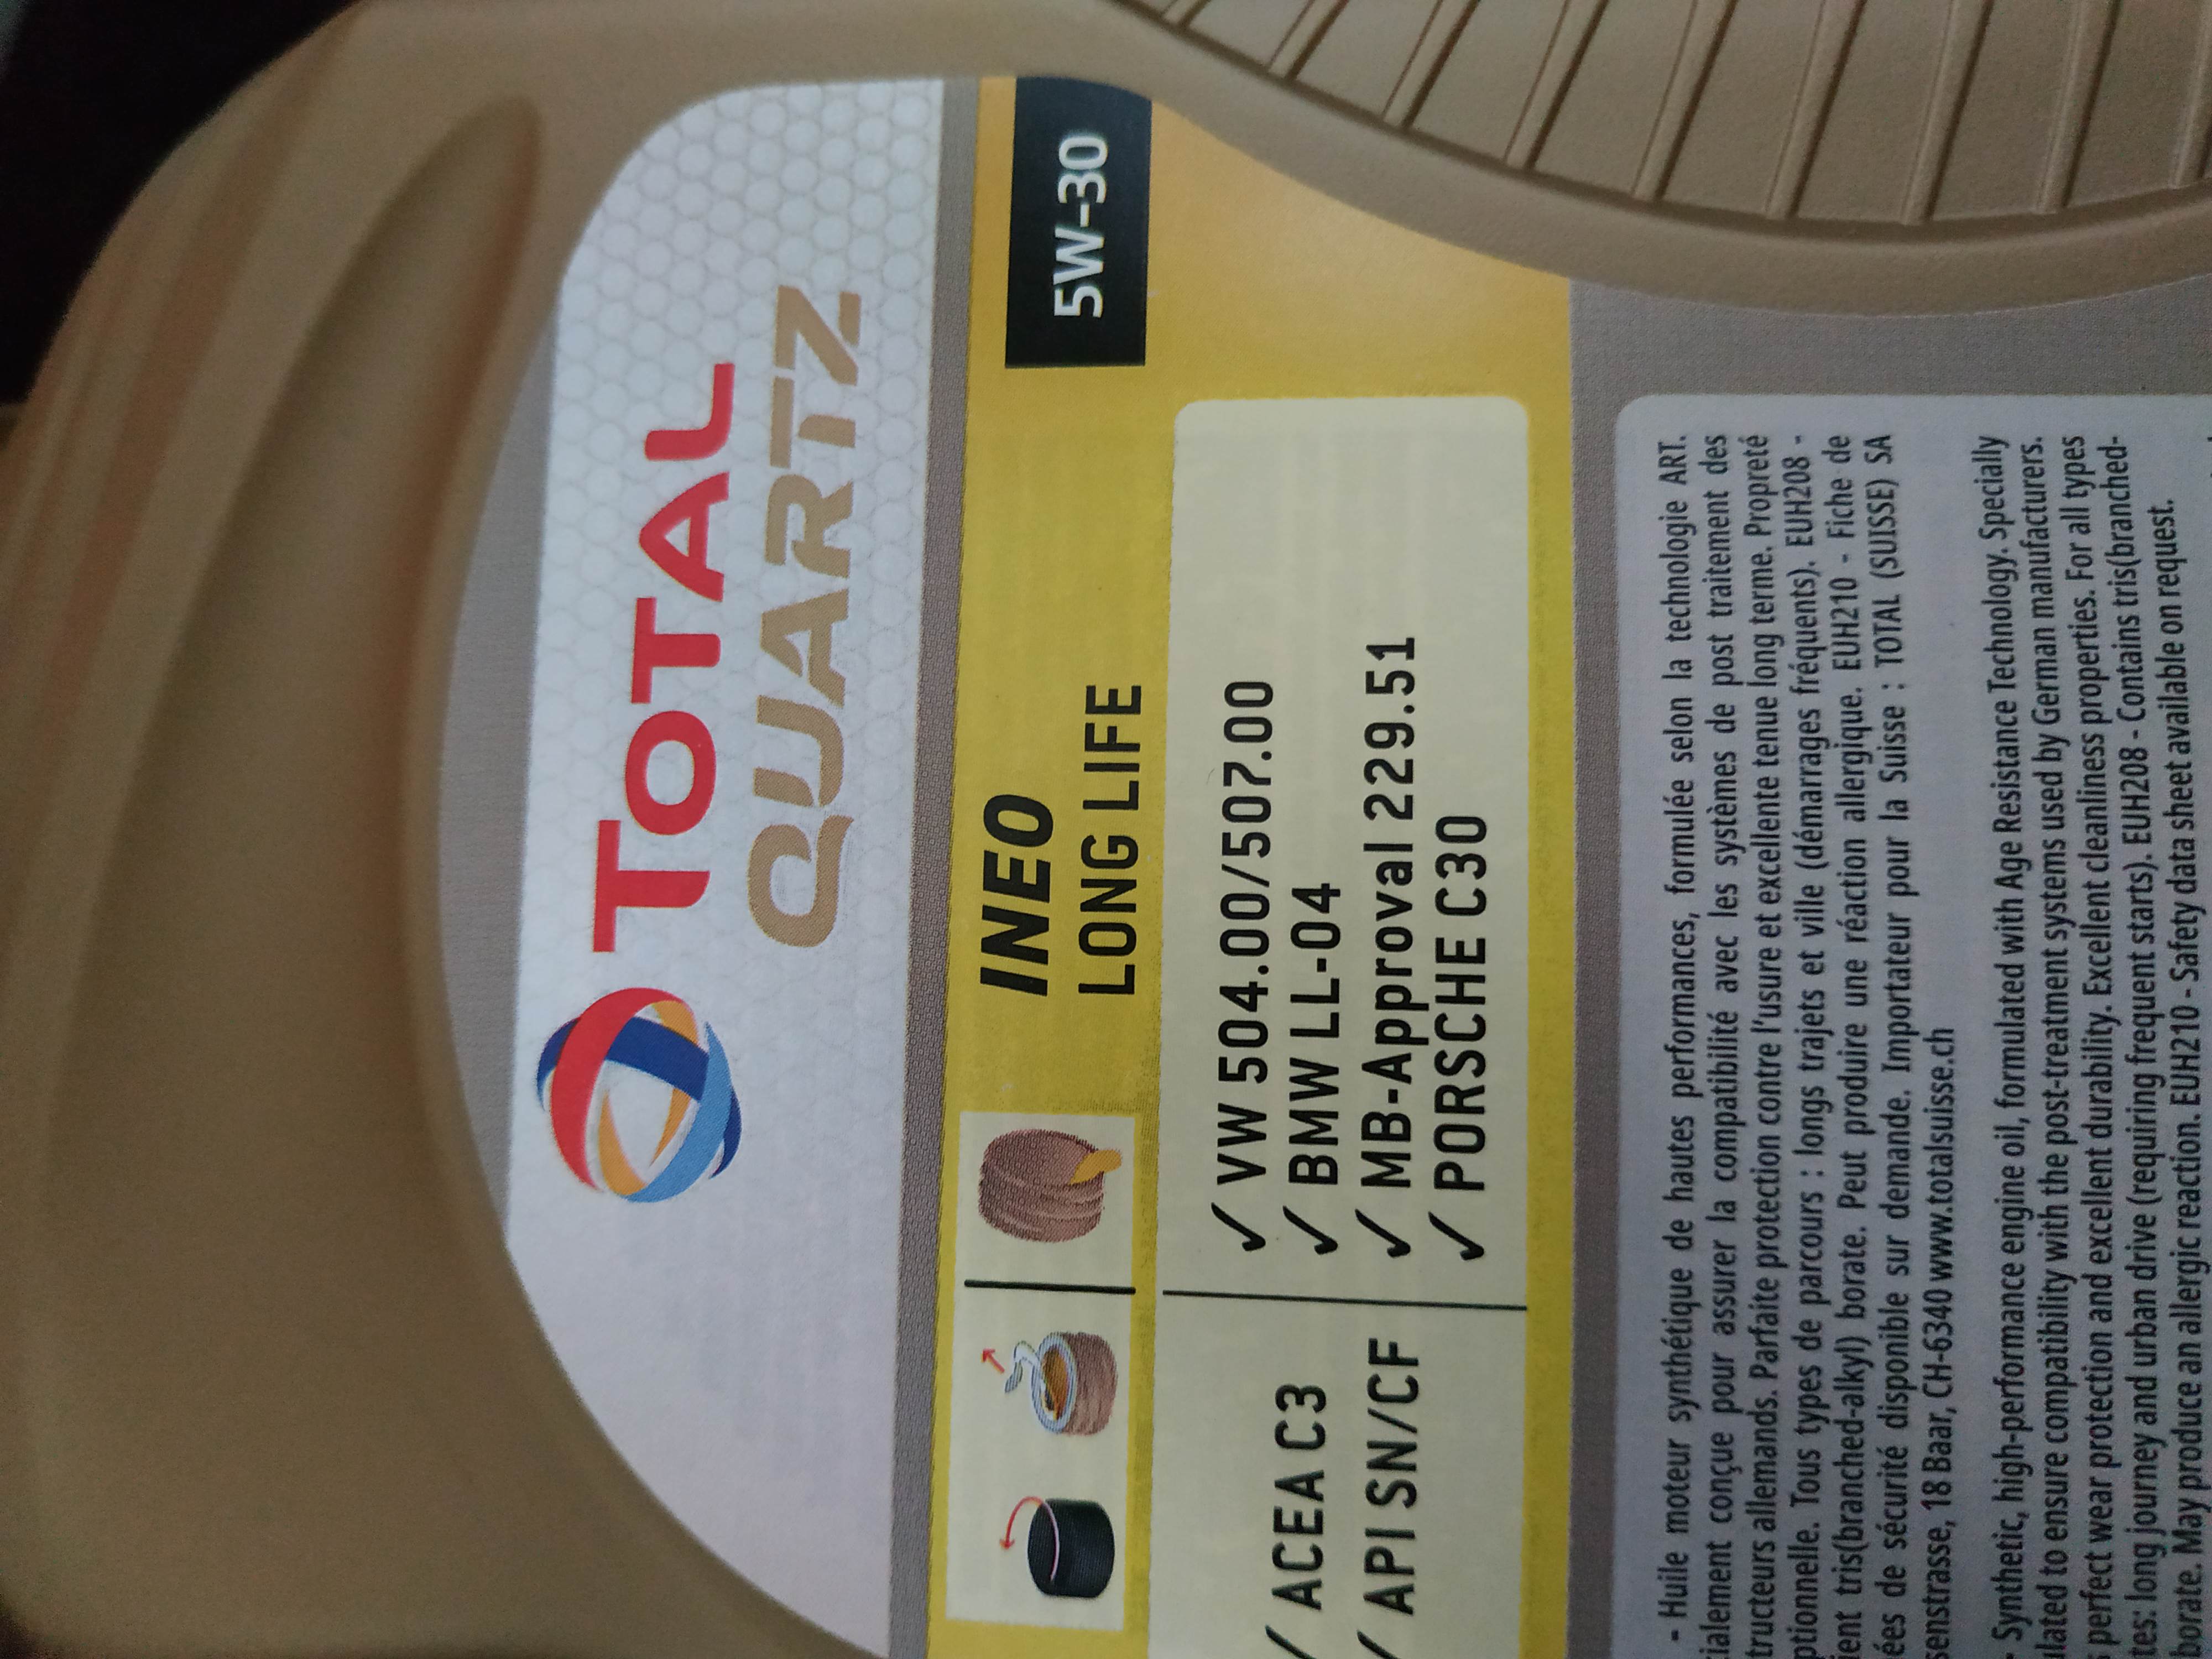 TOTAL
QUARTZ
INEO
LONG LIFE
5W-30
ACEA C3
API SN/CF
✓ VW 504.00/507.00
✓ BMW LL-04
✓ MB-Approval 229.51
✓ PORSCHE C30
- Huile moteur synthétique de hautes performances, formulée selon la technologie ART.
conçue pour assurer la compatibilité avec les systèmes de post traitement des
allemands. Parfaite protection contre l'usure et excellente tenue long terme. Propreté
Tous types de parcours : longs trajets et ville (démarrages fréquents). EUH208 -
tris(branched-alkyl) borate. Peut produire une réaction allergique. EUH210 - Fiche de
de sécurité disponible sur demande. Importateur pour la Suisse : TOTAL (SUISSE) SA
senstrasse, 18 Baar, CH-6340 www.totalsuisse.ch
- Synthetic, high-performance engine oil, formulated with Age Resistance Technology. Specially
to ensure compatibility with the post-treatment systems used by German manufacturers.
perfect wear protection and excellent durability. Excellent cleanliness properties. For all types
long journey and urban drive (requiring frequent starts). EUH208 - Contains tris(branched-
borate. May produce an allergic reaction. EUH210 - Safety data sheet available on request.